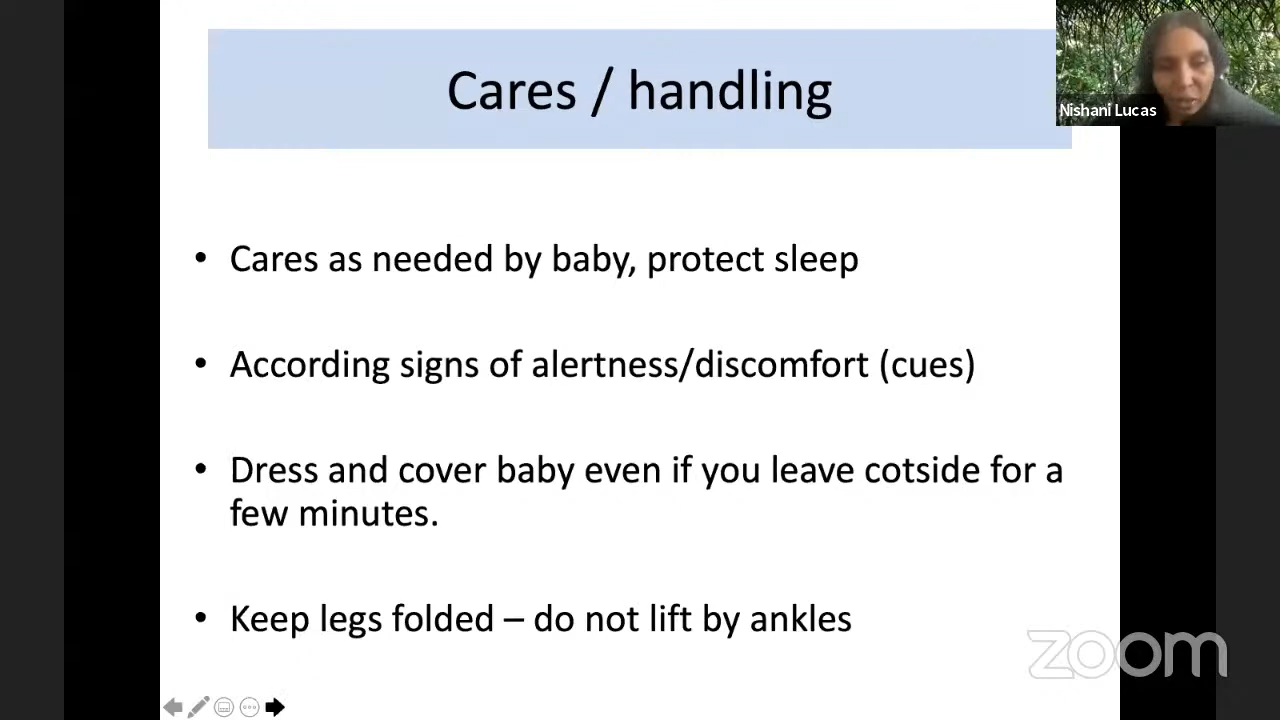 Cares / handling
Nishani Lucas
• Cares as needed by baby, protect sleep
• According signs of alertness/discomfort (cues)
• Dress and cover baby even if you leave cotside for a
few minutes.
• Keep legs folded – do not lift by ankles
zoom